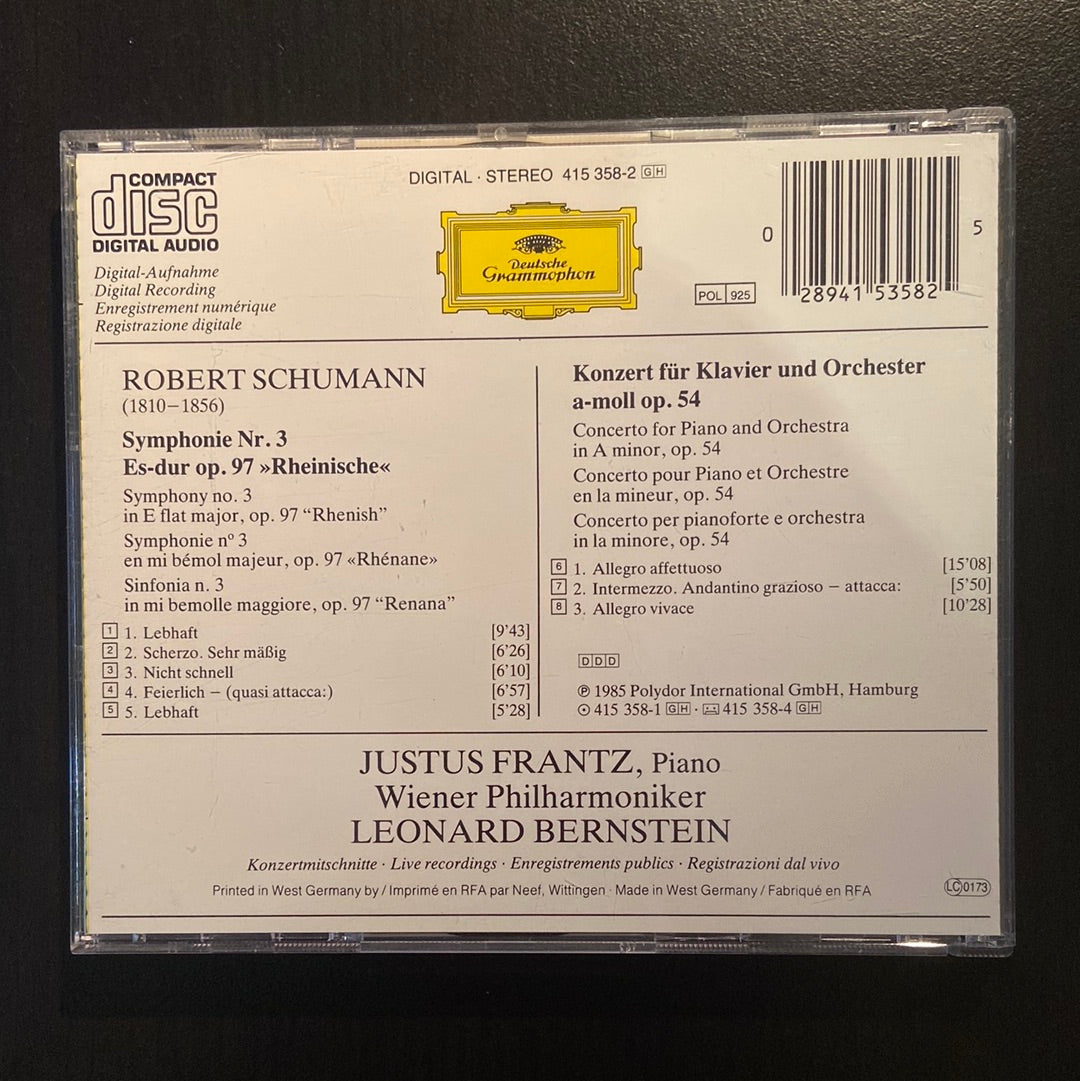 COMPACT
disc
DIGITAL AUDIO
Digital-Aufnahme
Digital Recording
Enregistrement numérique
Registrazione digitale
DIGITAL · STEREO 415 358-2 GH
Deutsche
Grammophon
POL 925
0 28941 53582 5
ROBERT SCHUMANN
(1810–1856)
Symphonie Nr. 3
Es-dur op. 97 »Rheinische«
Symphony no. 3
in E flat major, op. 97 “Rhenish”
Symphonie nº 3
en mi bémol majeur, op. 97 «Rhénane»
Sinfonia n. 3
in mi bemolle maggiore, op. 97 “Renana”
1 1. Lebhaft [9’43]
2 2. Scherzo. Sehr mäßig [6’26]
3 3. Nicht schnell [6’10]
4 4. Feierlich – (quasi attacca:) [6’57]
5 5. Lebhaft [5’28]
Konzert für Klavier und Orchester
a-moll op. 54
Concerto for Piano and Orchestra
in A minor, op. 54
Concerto pour Piano et Orchestre
en la mineur, op. 54
Concerto per pianoforte e orchestra
in la minore, op. 54
6 1. Allegro affettuoso [15’08]
7 2. Intermezzo. Andantino grazioso – attacca: [5’50]
8 3. Allegro vivace [10’28]
DDD
℗ 1985 Polydor International GmbH, Hamburg
415 358-1 GH · 415 358-4 GH
JUSTUS FRANTZ, Piano
Wiener Philharmoniker
LEONARD BERNSTEIN
Konzertmitschnitte · Live recordings · Enregistrements publics · Registrazioni dal vivo
Printed in West Germany by / Imprimé en RFA par Neef, Wittingen · Made in West Germany / Fabriqué en RFA
LC 0173